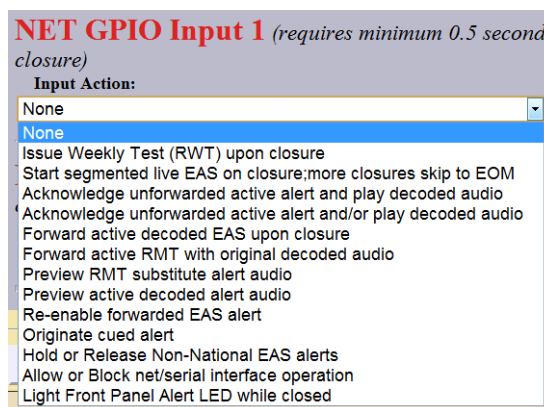 NET GPIO Input 1 (requires minimum 0.5 second
closure)
Input Action:
None
None
Issue Weekly Test (RWT) upon closure
Start segmented live EAS on closure;more closures skip to EOM
Acknowledge unforwarded active alert and play decoded audio
Acknowledge unforwarded active alert and/or play decoded audio
Forward active decoded EAS upon closure
Forward active RMT with original decoded audio
Preview RMT substitute alert audio
Preview active decoded alert audio
Re-enable forwarded EAS alert
Originate cued alert
Hold or Release Non-National EAS alerts
Allow or Block net/serial interface operation
Light Front Panel Alert LED while closed